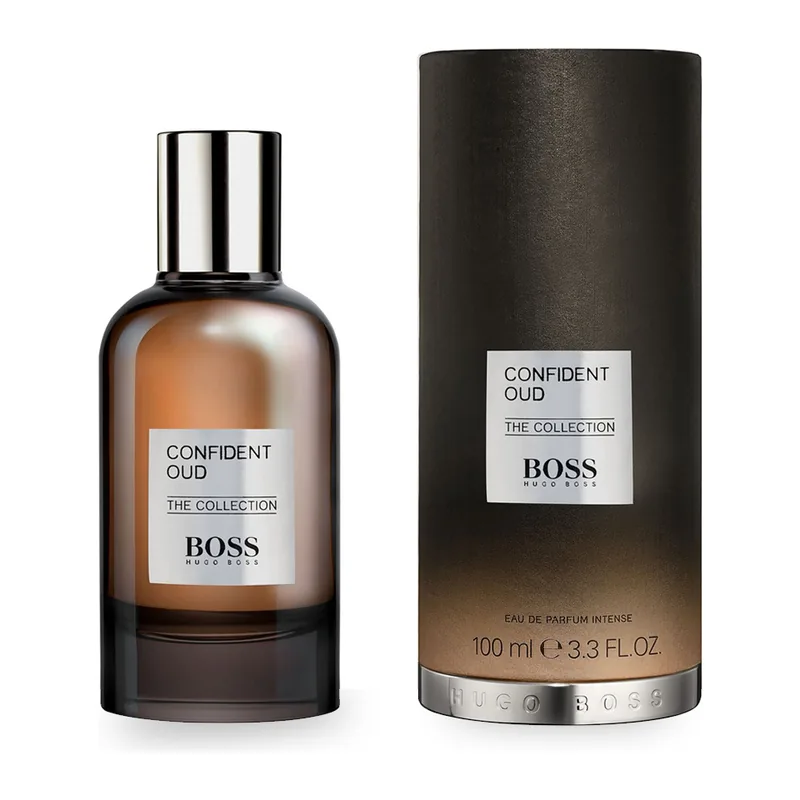 CONFIDENT
OUD
THE COLLECTION
BOSS
HUGO BOSS
CONFIDENT
OUD
THE COLLECTION
BOSS
HUGO BOSS
EAU DE PARFUM INTENSE
100 ml ℮ 3.3 FL.OZ.
HUGO BOSS